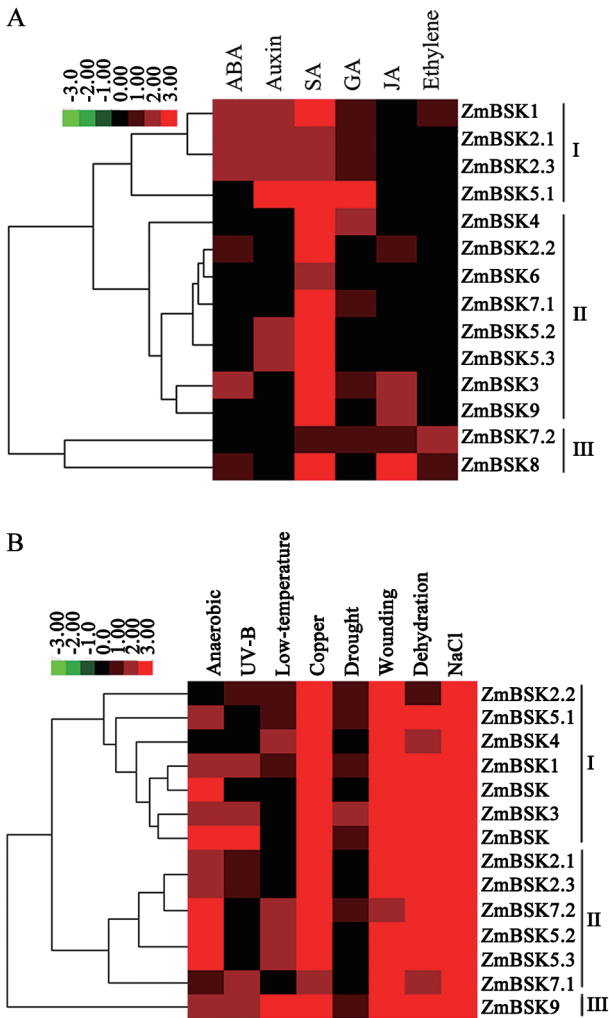 A
-3.0
-2.00
-1.00
0.00
1.00
2.00
3.00
ABA
Auxin
SA
GA
JA
Ethylene
ZmBSK1
ZmBSK2.1
ZmBSK2.3
ZmBSK5.1
I
ZmBSK4
ZmBSK2.2
ZmBSK6
ZmBSK7.1
ZmBSK5.2
ZmBSK5.3
ZmBSK3
ZmBSK9
II
ZmBSK7.2
ZmBSK8
III
B
-3.00
-2.00
-1.0
0.0
1.00
2.00
3.00
Anaerobic
UV-B
Low-temperature
Copper
Drought
Wounding
Dehydration
NaCl
ZmBSK2.2
ZmBSK5.1
ZmBSK4
ZmBSK1
ZmBSK
ZmBSK3
ZmBSK
I
ZmBSK2.1
ZmBSK2.3
ZmBSK7.2
ZmBSK5.2
ZmBSK5.3
ZmBSK7.1
II
ZmBSK9
III